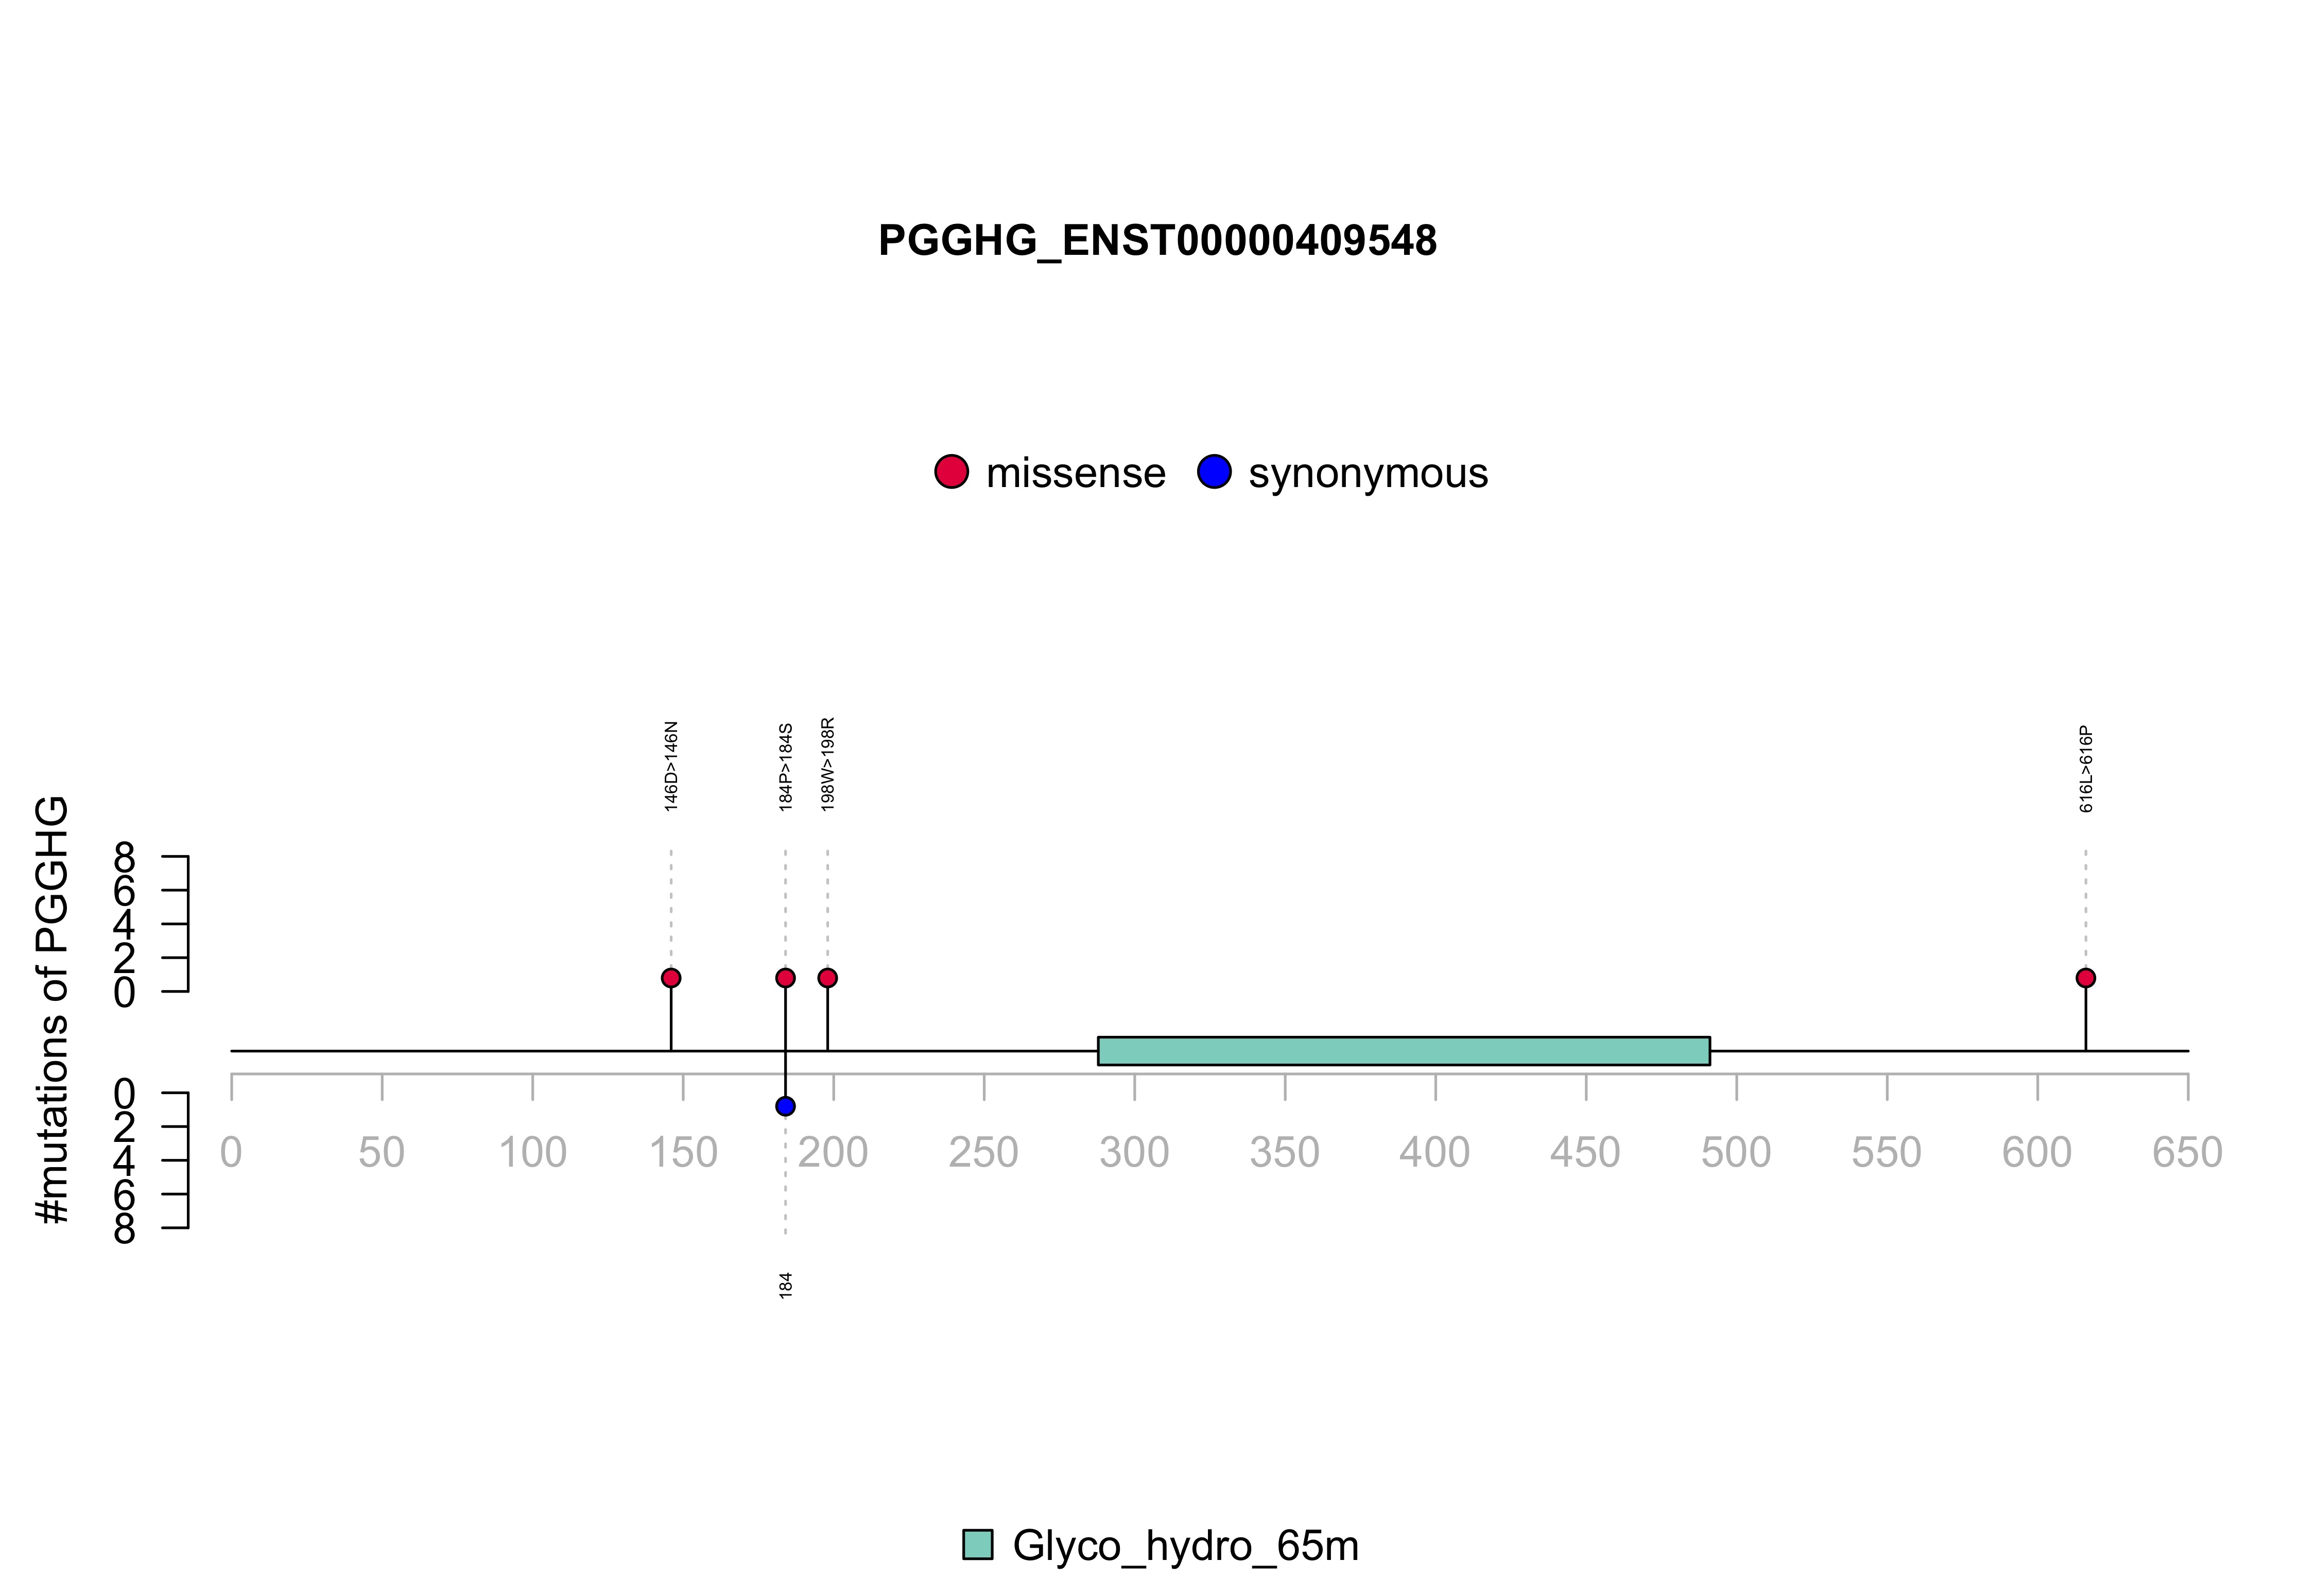 PGGHG_ENST00000409548
missense synonymous
146D>146N 184P>184S 198W>198R 616L>616P
#mutations of PGGHG
8
6
4
2
0
0
2
4
6
8
0 50 100 150 200 250 300 350 400 450 500 550 600 650
184
Glyco_hydro_65m